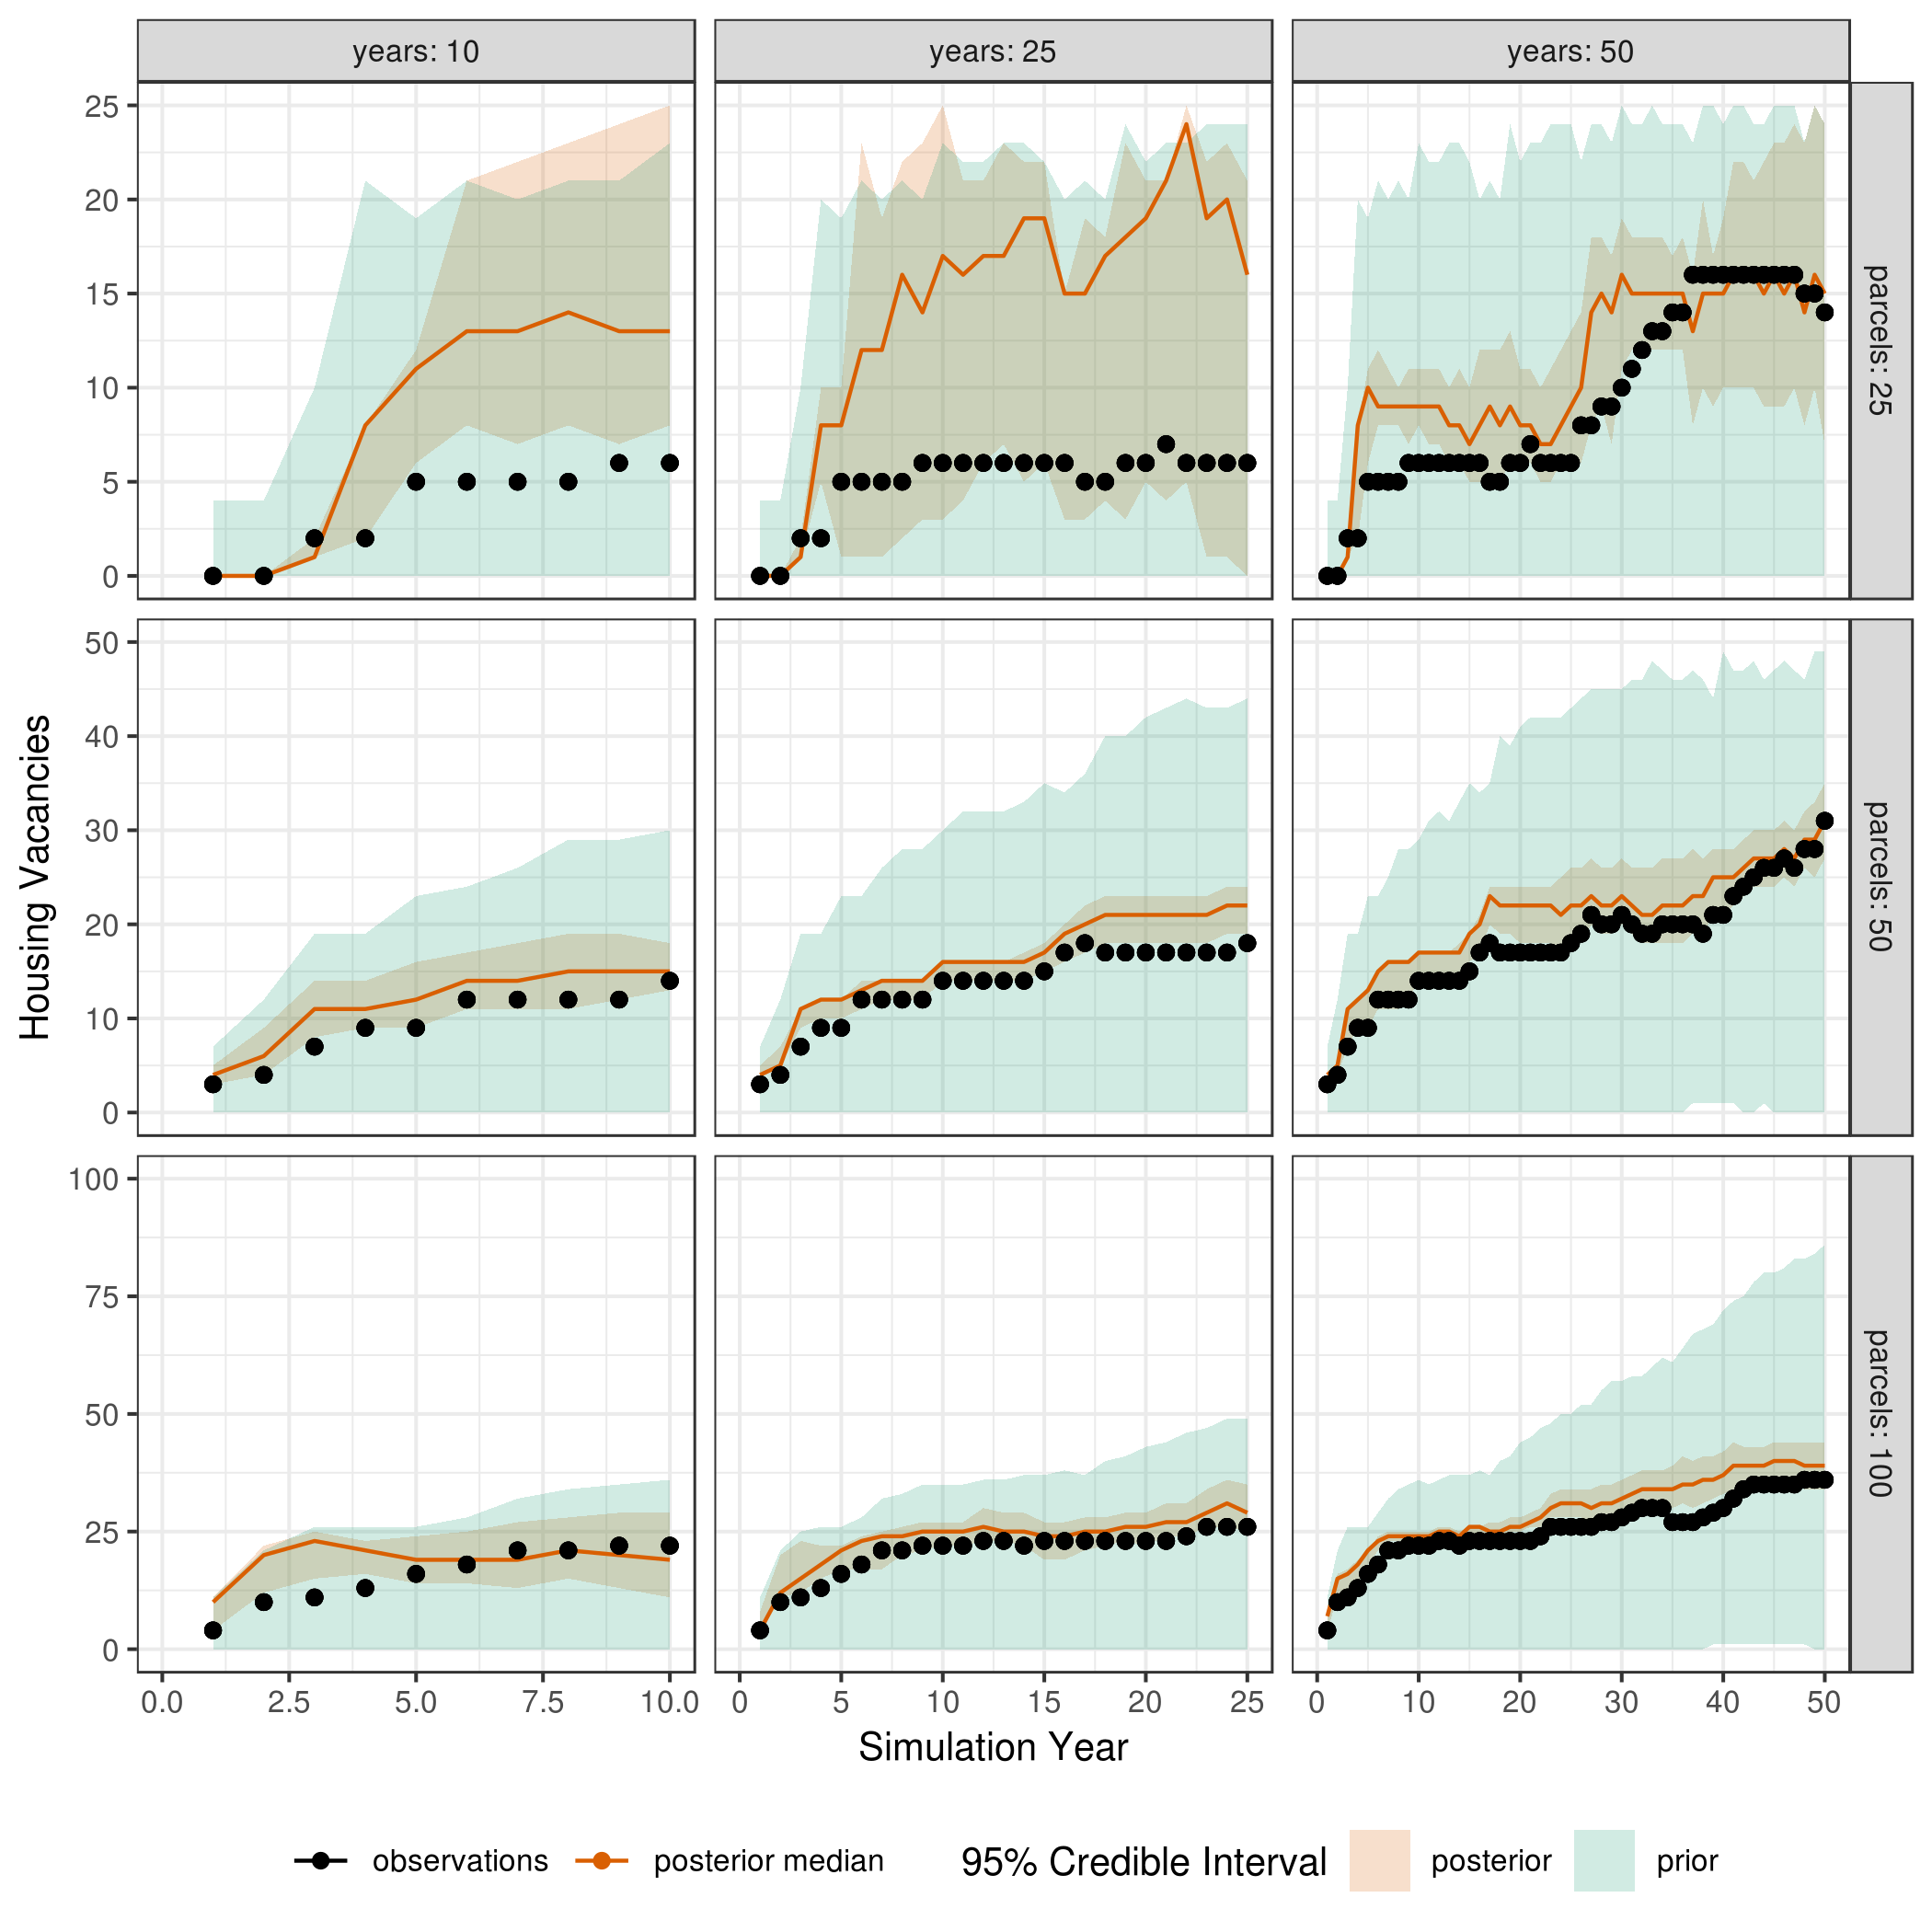 years: 10 years: 25 years: 50
25
20
15
10
5
0
parcels: 25
50
40
30
20
10
0
parcels: 50
Housing Vacancies
100
75
50
25
0
parcels: 100
0.0 2.5 5.0 7.5 10.0 0 5 10 15 20 25 0 10 20 30 40 50
Simulation Year
observations posterior median 95% Credible Interval posterior prior